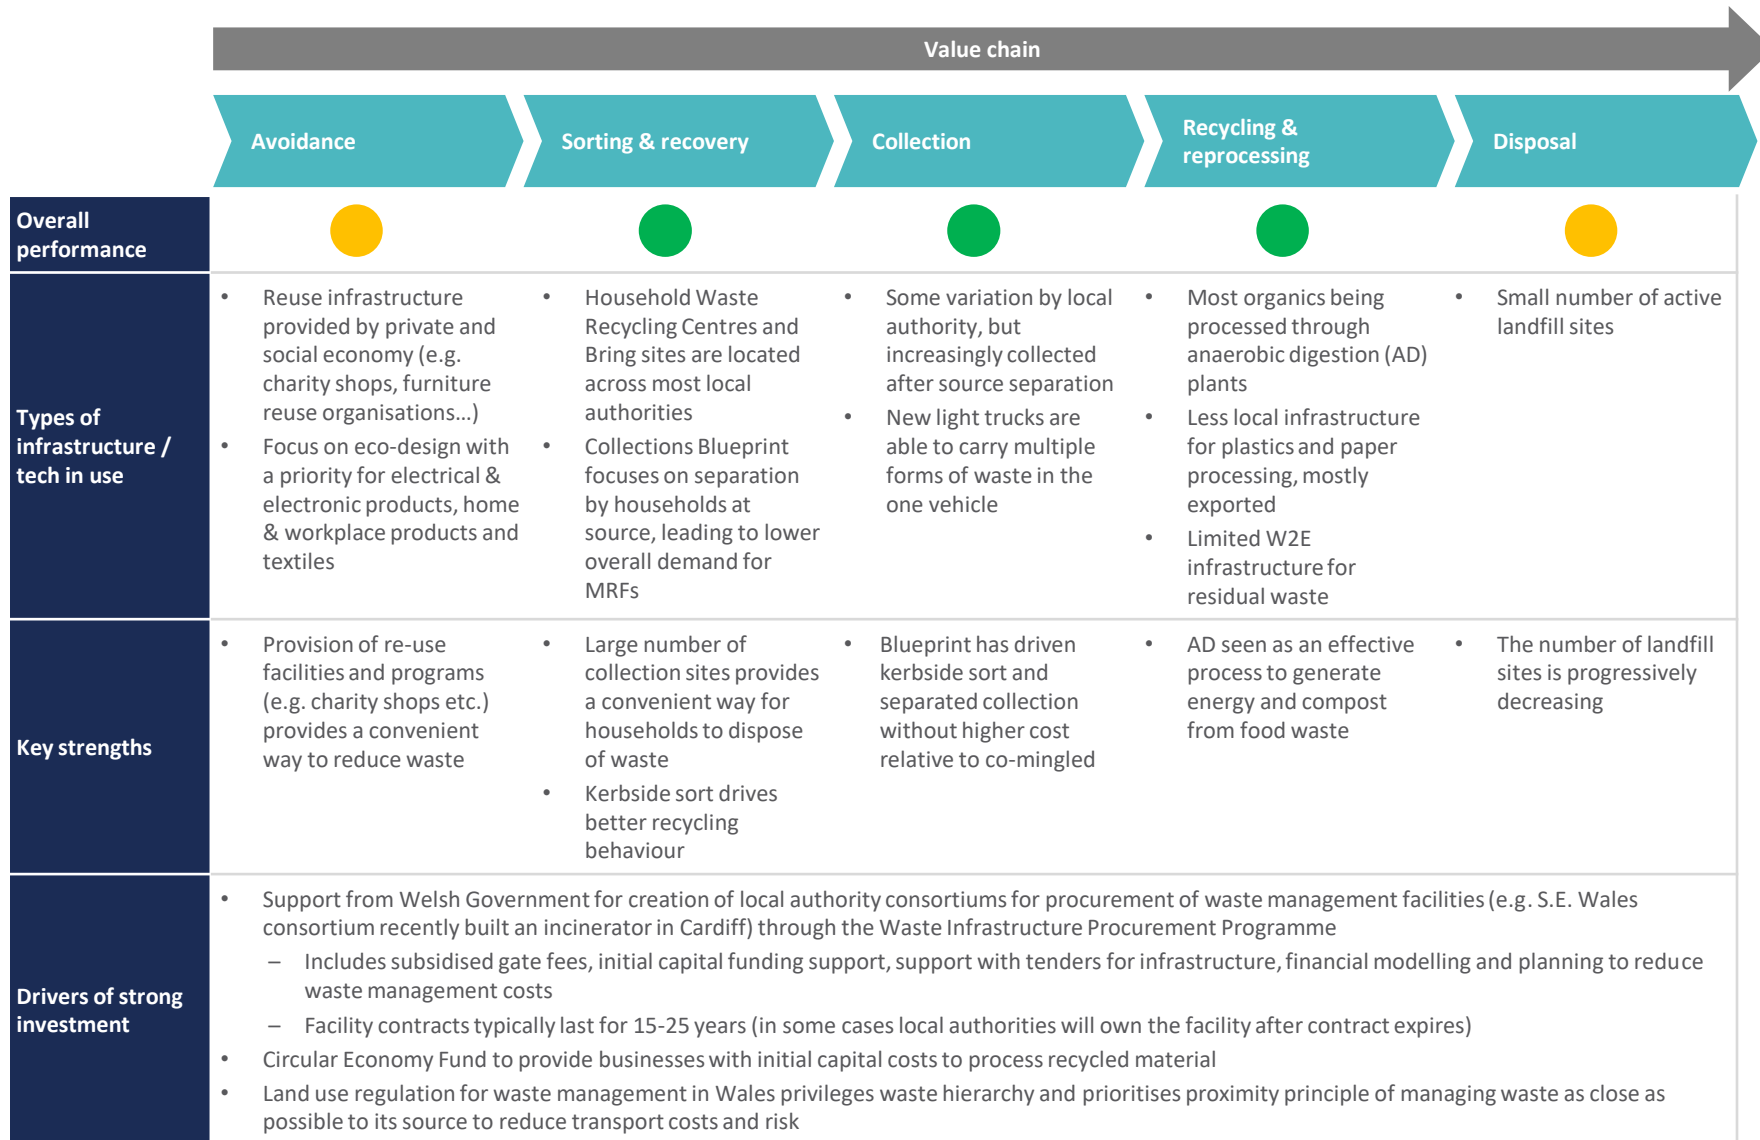 Value chain
Avoidance
Sorting & recovery
Collection
Recycling &
reprocessing
Disposal
Overall
performance
Types of
infrastructure /
tech in use
• Reuse infrastructure
provided by private and
social economy (e.g.
charity shops, furniture
reuse organisations…)
• Focus on eco-design with
a priority for electrical &
electronic products, home
& workplace products and
textiles
• Household Waste
Recycling Centres and
Bring sites are located
across most local
authorities
• Collections Blueprint
focuses on separation
by households at
source, leading to lower
overall demand for
MRFs
• Some variation by local
authority, but
increasingly collected
after source separation
• New light trucks are
able to carry multiple
forms of waste in the
one vehicle
• Most organics being
processed through
anaerobic digestion (AD)
plants
• Less local infrastructure
for plastics and paper
processing, mostly
exported
• Limited W2E
infrastructure for
residual waste
• Small number of active
landfill sites
Key strengths
• Provision of re-use
facilities and programs
(e.g. charity shops etc.)
provides a convenient
way to reduce waste
• Large number of
collection sites provides
a convenient way for
households to dispose
of waste
• Kerbside sort drives
better recycling
behaviour
• Blueprint has driven
kerbside sort and
separated collection
without higher cost
relative to co-mingled
• AD seen as an effective
process to generate
energy and compost
from food waste
• The number of landfill
sites is progressively
decreasing
Drivers of strong
investment
• Support from Welsh Government for creation of local authority consortiums for procurement of waste management facilities (e.g. S.E. Wales
consortium recently built an incinerator in Cardiff) through the Waste Infrastructure Procurement Programme
– Includes subsidised gate fees, initial capital funding support, support with tenders for infrastructure, financial modelling and planning to reduce
waste management costs
– Facility contracts typically last for 15-25 years (in some cases local authorities will own the facility after contract expires)
• Circular Economy Fund to provide businesses with initial capital costs to process recycled material
• Land use regulation for waste management in Wales privileges waste hierarchy and prioritises proximity principle of managing waste as close as
possible to its source to reduce transport costs and risk